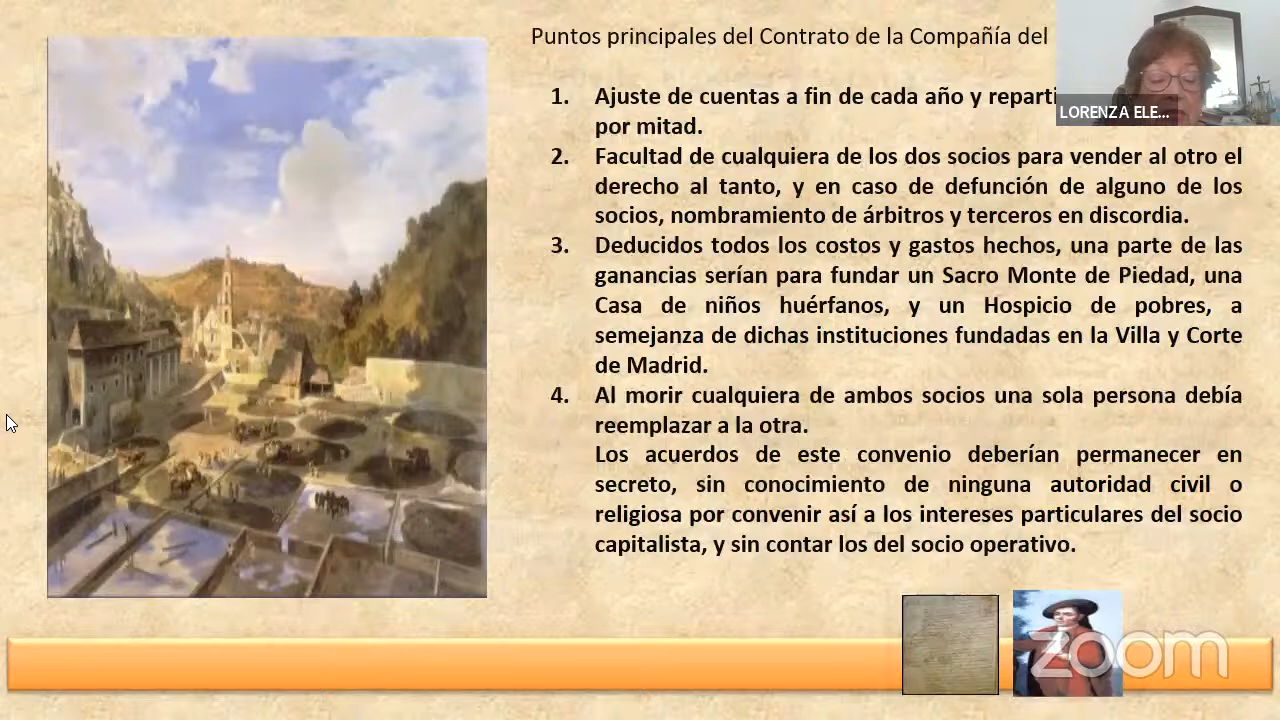 Puntos principales del Contrato de la Compañía del
LORENZA ELE...
1. Ajuste de cuentas a fin de cada año y reparti
por mitad.
2. Facultad de cualquiera de los dos socios para vender al otro el
derecho al tanto, y en caso de defunción de alguno de los
socios, nombramiento de árbitros y terceros en discordia.
3. Deducidos todos los costos y gastos hechos, una parte de las
ganancias serían para fundar un Sacro Monte de Piedad, una
Casa de niños huérfanos, y un Hospicio de pobres, a
semejanza de dichas instituciones fundadas en la Villa y Corte
de Madrid.
4. Al morir cualquiera de ambos socios una sola persona debía
reemplazar a la otra.
Los acuerdos de este convenio deberían permanecer en
secreto, sin conocimiento de ninguna autoridad civil o
religiosa por convenir así a los intereses particulares del socio
capitalista, y sin contar los del socio operativo.
zoom